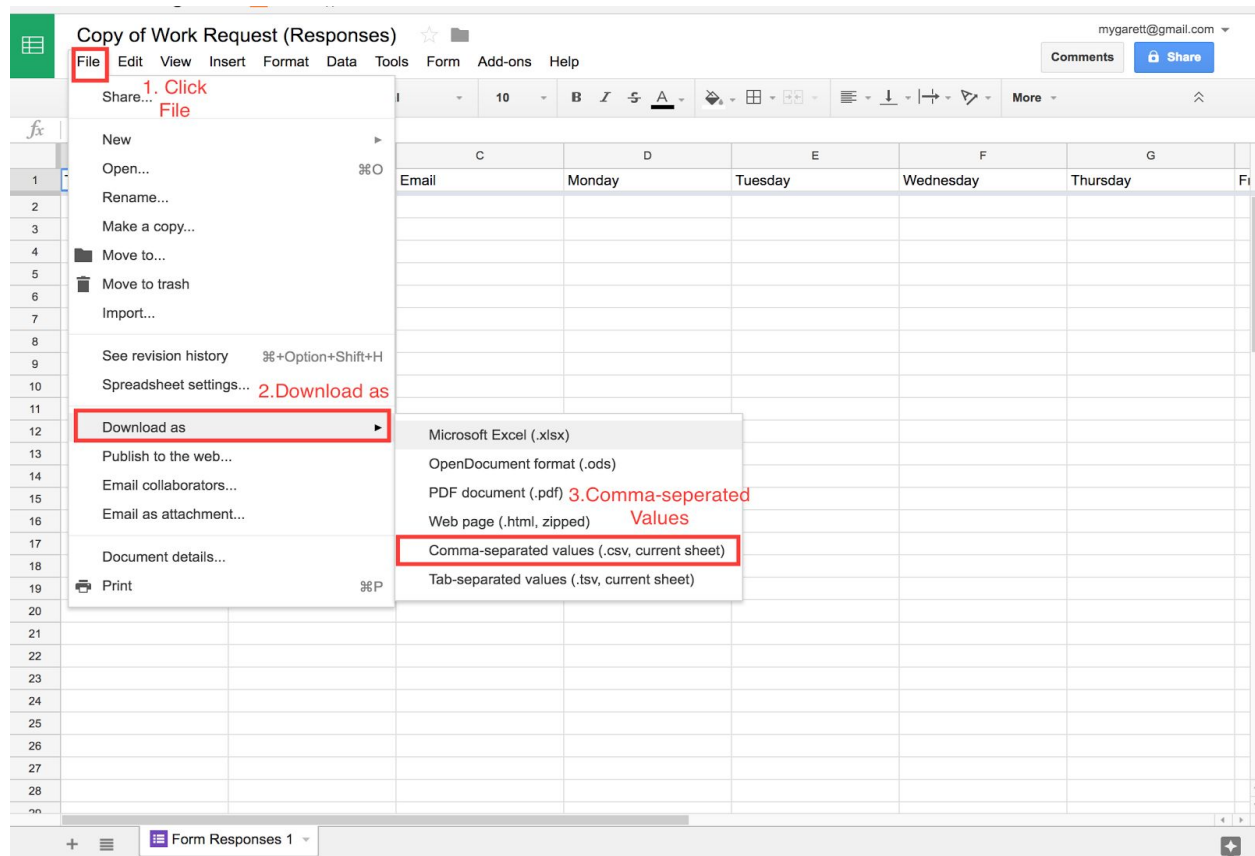 Copy of Work Request (Responses)
mygarett@gmail.com
File Edit View Insert Format Data Tools Form Add-ons Help
Comments
Share
1. Click
File
Share...
10
B I S A
More
fx
New
Open... ⌘O
Rename...
Make a copy...
Move to...
Move to trash
Import...
See revision history ⌘+Option+Shift+H
Spreadsheet settings...
2.Download as
Download as
Publish to the web...
Email collaborators...
Email as attachment...
Document details...
Print ⌘P
Microsoft Excel (.xlsx)
OpenDocument format (.ods)
PDF document (.pdf)
3.Comma-seperated
Values
Web page (.html, zipped)
Comma-separated values (.csv, current sheet)
Tab-separated values (.tsv, current sheet)
C D E F G
1 Email Monday Tuesday Wednesday Thursday
2
3
4
5
6
7
8
9
10
11
12
13
14
15
16
17
18
19
20
21
22
23
24
25
26
27
28
Form Responses 1